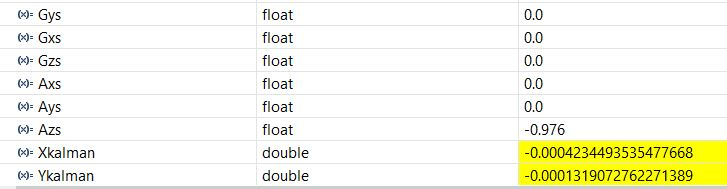 (x)= Gys float 0.0
(x)= Gxs float 0.0
(x)= Gzs float 0.0
(x)= Axs float 0.0
(x)= Ays float 0.0
(x)= Azs float -0.976
(x)= Xkalman double -0.0004234493535477668
(x)= Ykalman double -0.0001319072762271389